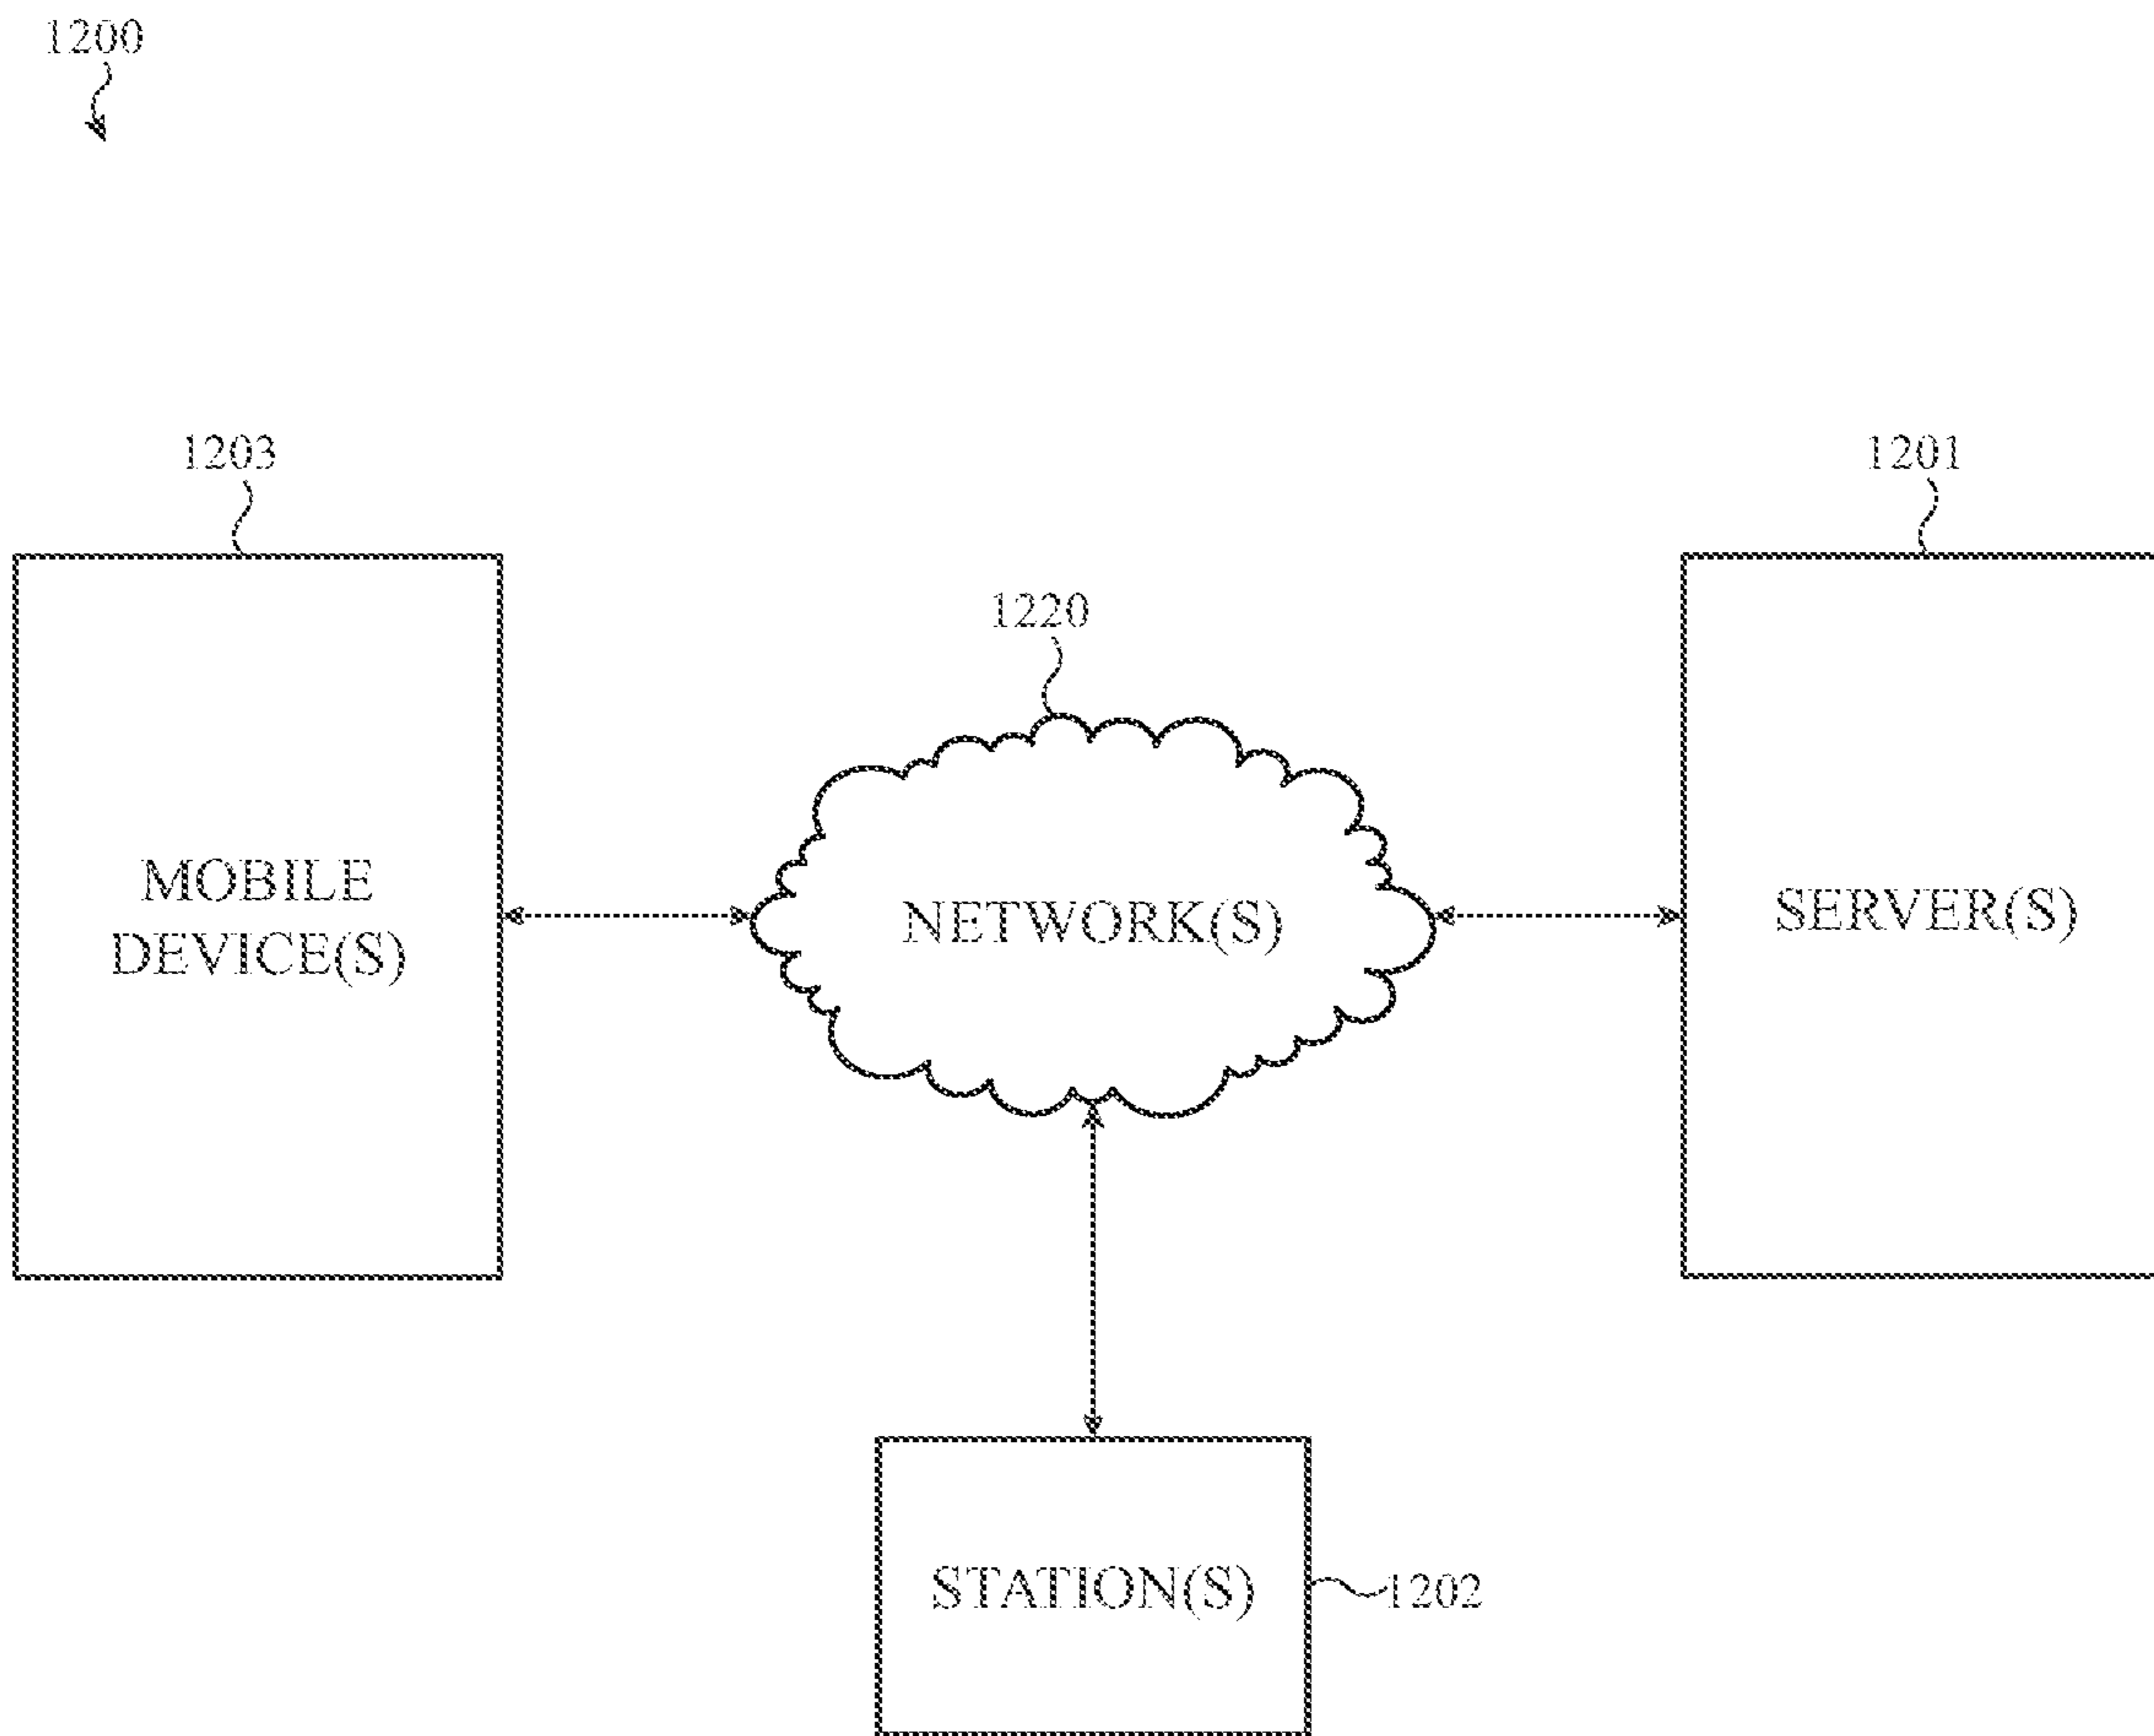 1200
1203
1201
1220
MOBILE
DEVICE(S)
NETWORK(S)
SERVER(S)
STATION(S)
1202